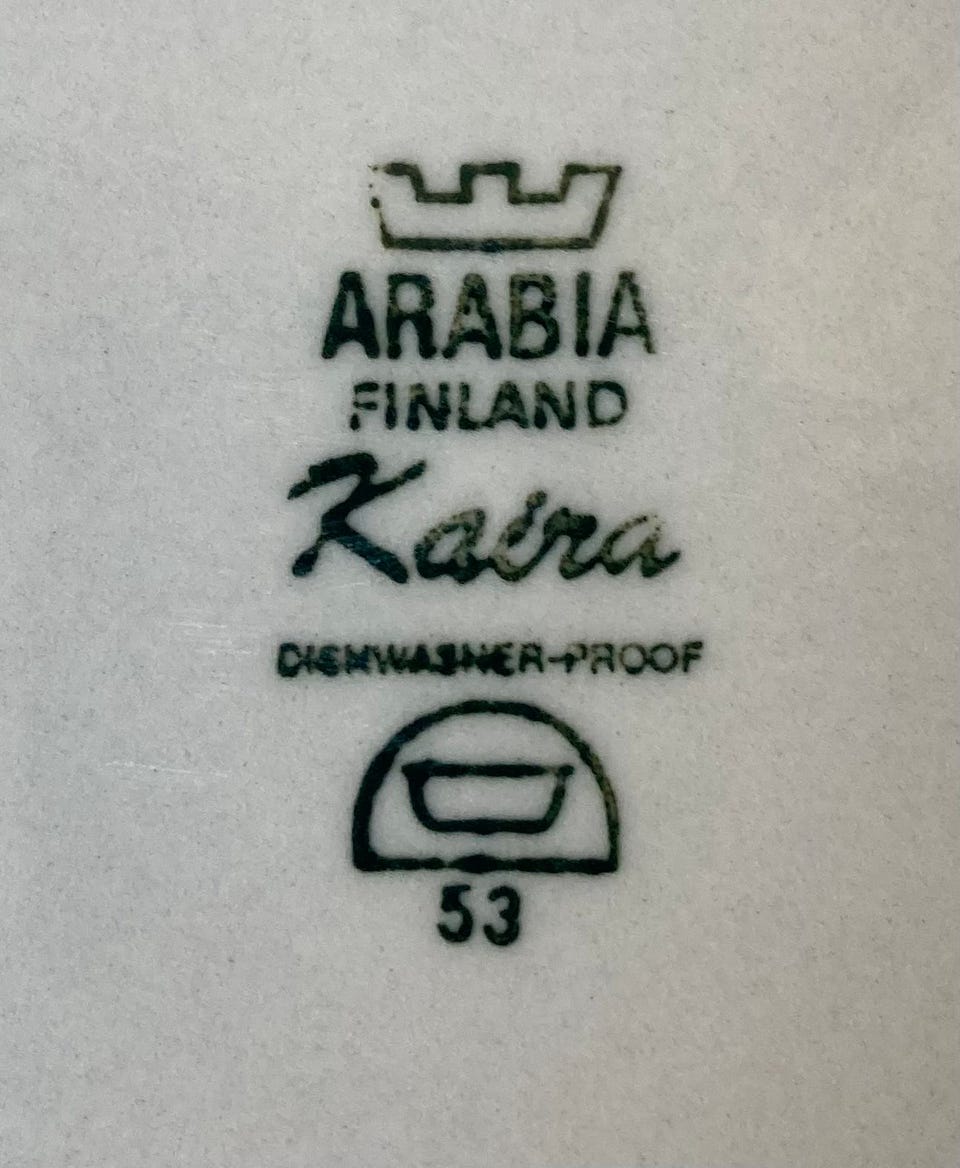 ARABIA
FINLAND
Kaira
DISHWASHER-PROOF
53